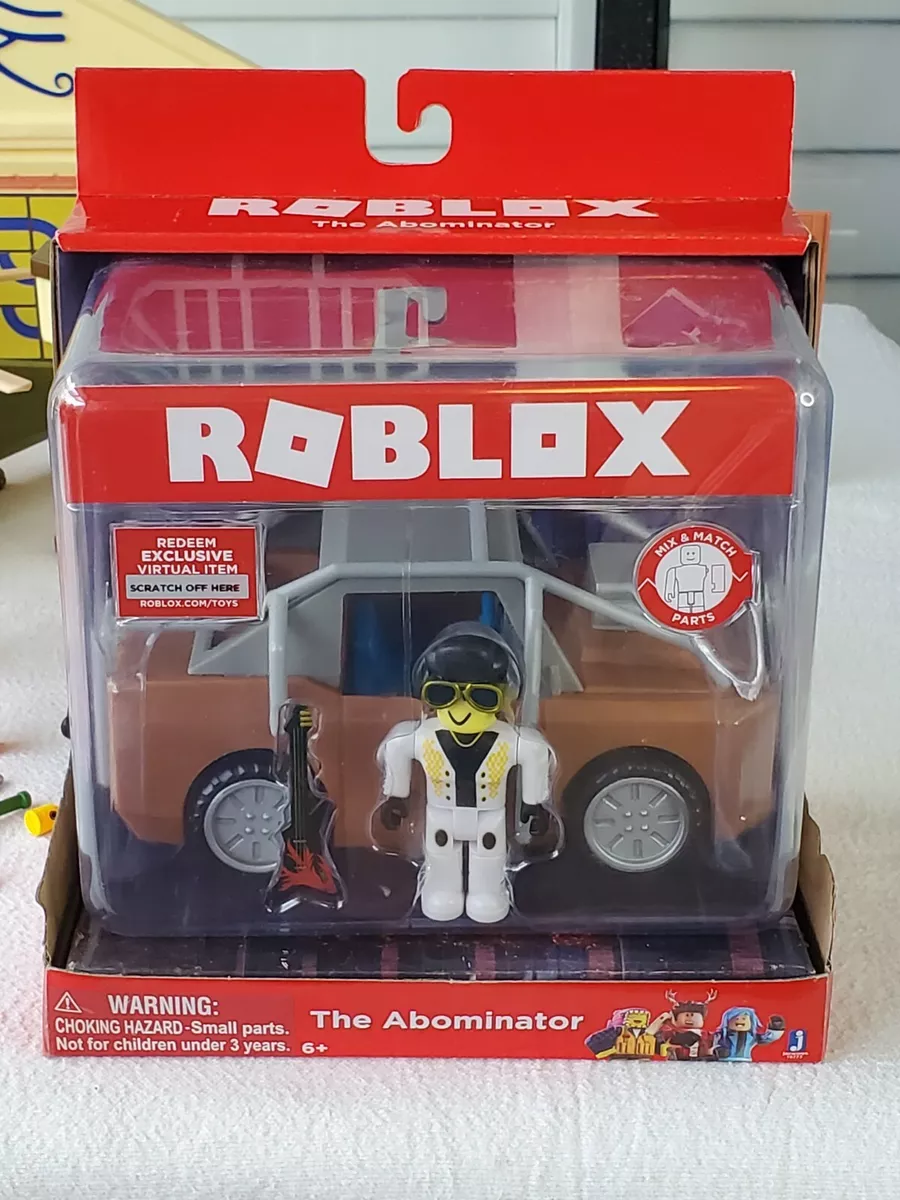 ROBLOX
The Abominator
ROBLOX
REDEEM
EXCLUSIVE
VIRTUAL ITEM
SCRATCH OFF HERE
ROBLOX.COM/TOYS
MIX & MATCH
PARTS
WARNING:
CHOKING HAZARD-Small parts.
Not for children under 3 years. 6+
The Abominator